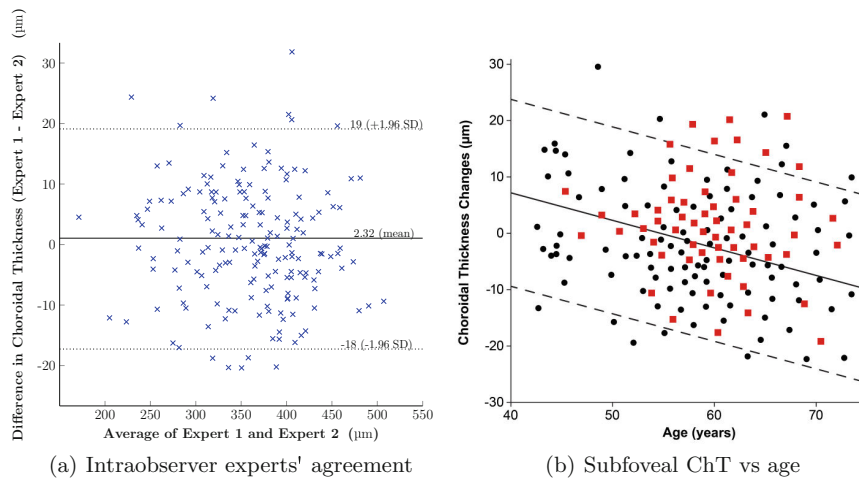 Difference in Choroidal Thickness (Expert 1 - Expert 2) (μm)
30
20
10
0
-10
-20
19 (+1.96 SD)
2.32 (mean)
-18 (-1.96 SD)
200 250 300 350 400 450 500 550
Average of Expert 1 and Expert 2 (μm)
(a) Intraobserver experts' agreement
Choroidal Thickness Changes (μm)
30
20
10
0
-10
-20
-30
40 50 60 70
Age (years)
(b) Subfoveal ChT vs age